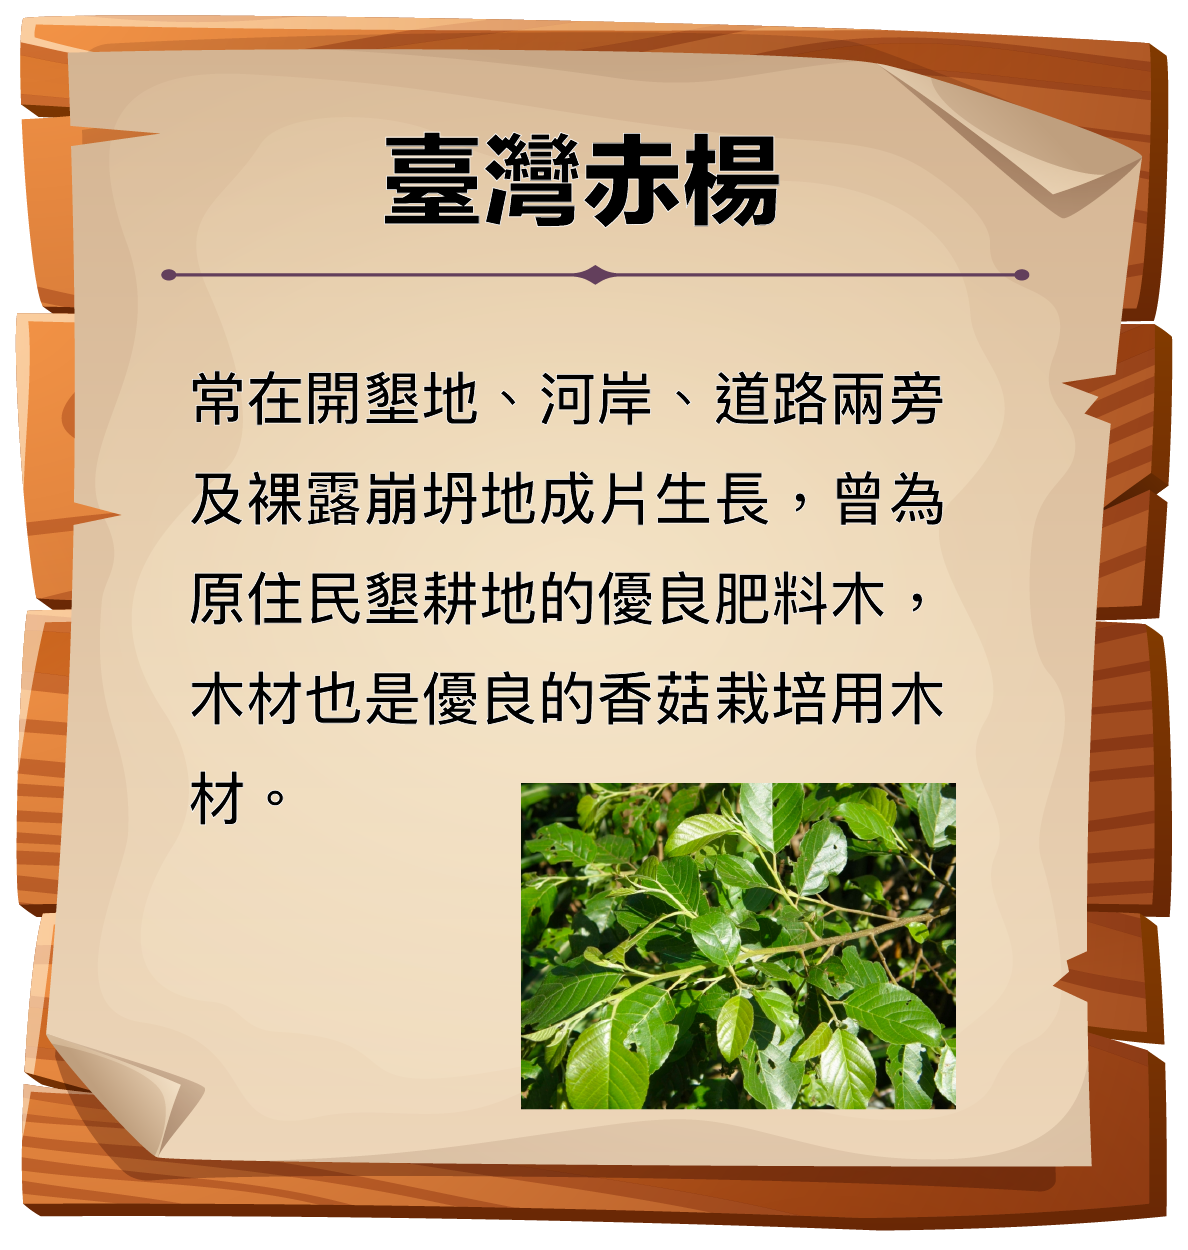 臺灣赤楊
常在開墾地、河岸、道路兩旁
及裸露崩坍地成片生長，曾為
原住民墾耕地的優良肥料木，
木材也是優良的香菇栽培用木
材。